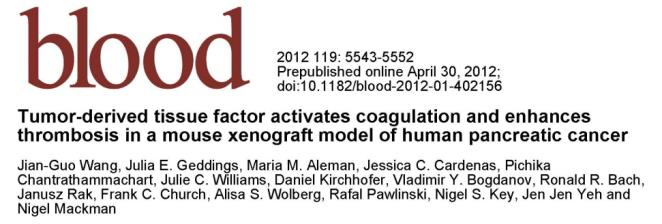 blood
2012 119: 5543-5552
Prepublished online April 30, 2012;
doi:10.1182/blood-2012-01-402156
Tumor-derived tissue factor activates coagulation and enhances
thrombosis in a mouse xenograft model of human pancreatic cancer
Jian-Guo Wang, Julia E. Geddings, Maria M. Aleman, Jessica C. Cardenas, Pichika
Chantrathammachart, Julie C. Williams, Daniel Kirchhofer, Vladimir Y. Bogdanov, Ronald R. Bach,
Janusz Rak, Frank C. Church, Alisa S. Wolberg, Rafal Pawlinski, Nigel S. Key, Jen Jen Yeh and
Nigel Mackman